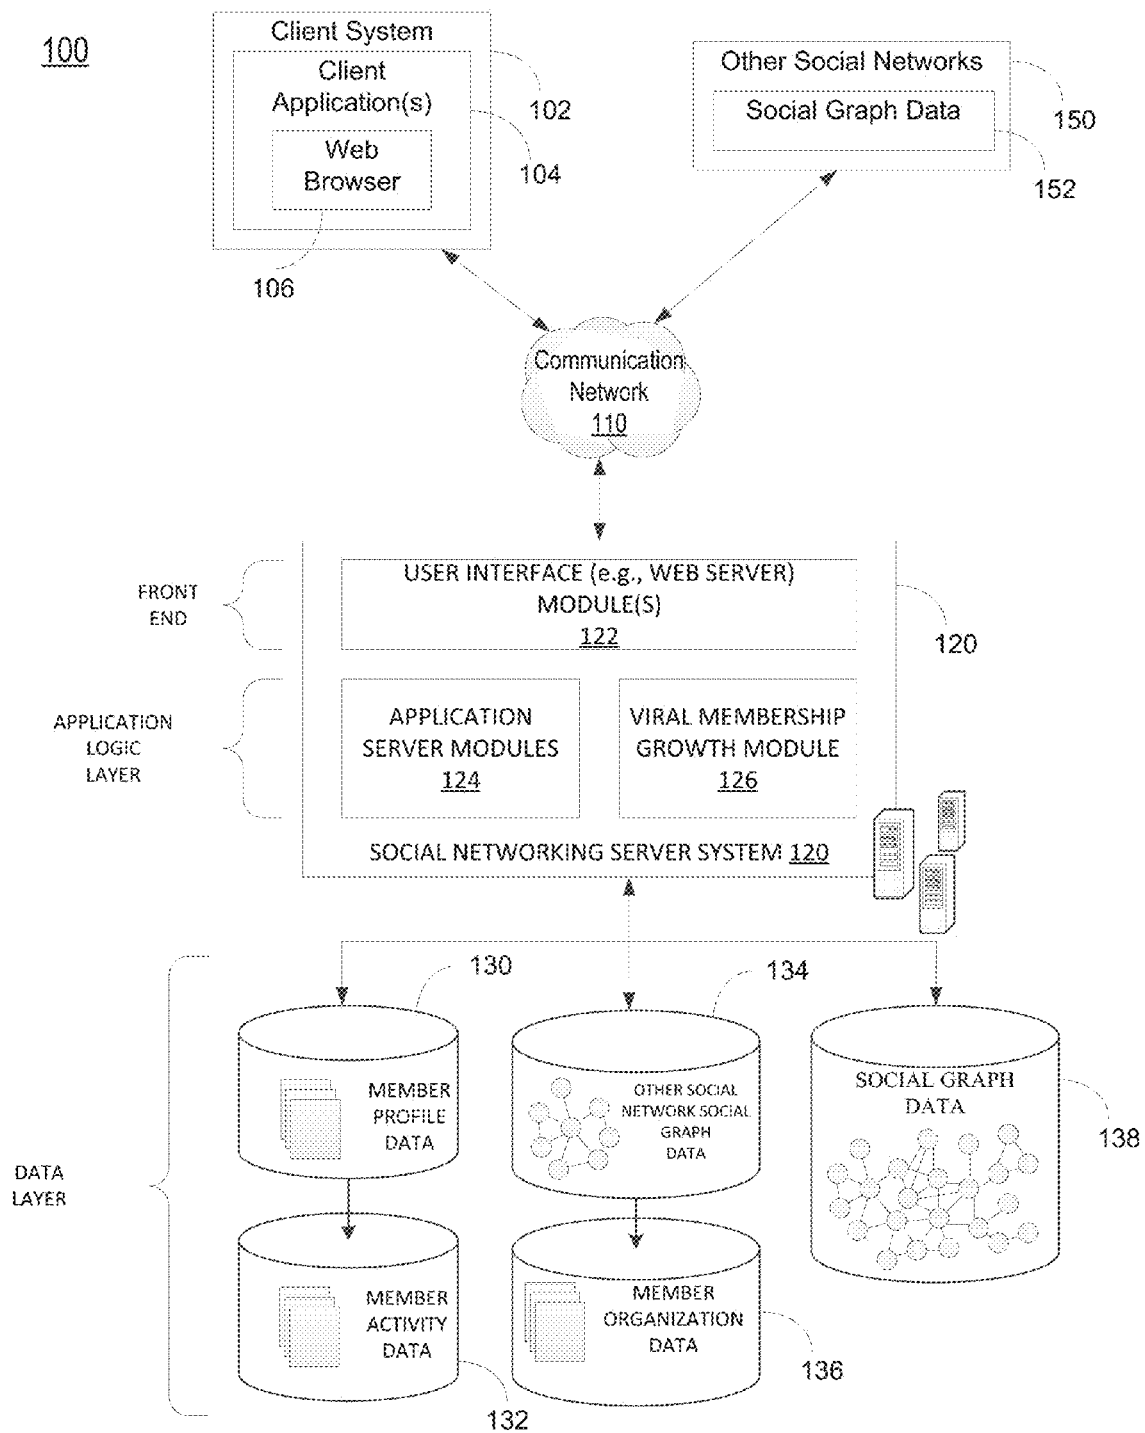 100
Client System
Client
Application(s)
Web
Browser
102
104
106
Other Social Networks
Social Graph Data
150
152
Communication
Network
110
FRONT
END
USER INTERFACE (e.g., WEB SERVER)
MODULE(S)
122
120
APPLICATION
LOGIC
LAYER
APPLICATION
SERVER MODULES
124
VIRAL MEMBERSHIP
GROWTH MODULE
126
SOCIAL NETWORKING SERVER SYSTEM 120
DATA
LAYER
130
MEMBER
PROFILE
DATA
134
OTHER SOCIAL
NETWORK SOCIAL
GRAPH
DATA
SOCIAL GRAPH
DATA
138
MEMBER
ACTIVITY
DATA
132
MEMBER
ORGANIZATION
DATA
136